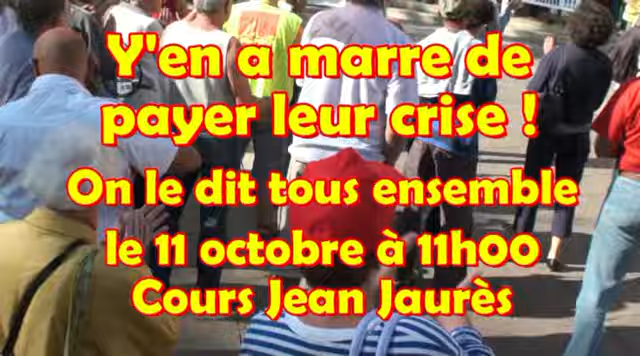 Y'en a marre de
payer leur crise !
On le dit tous ensemble
le 11 octobre à 11h00
Cours Jean Jaurès